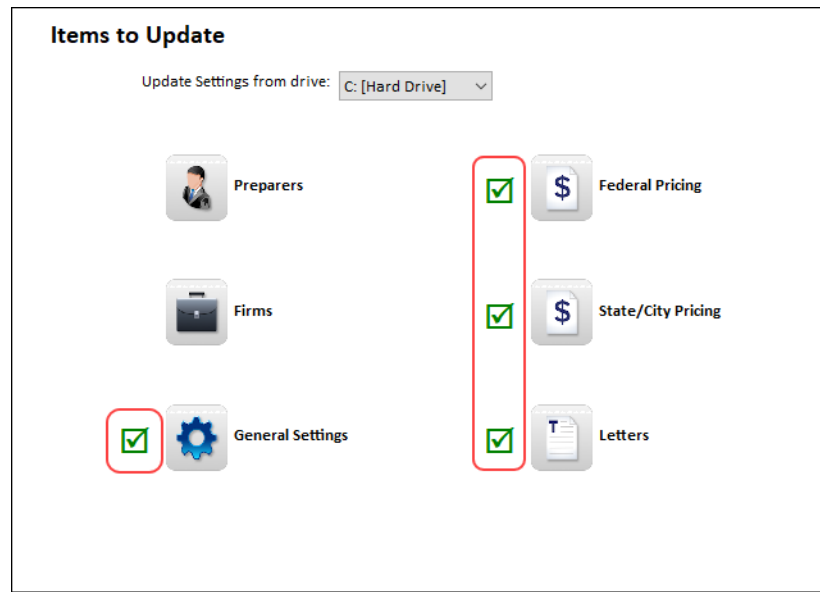 Items to Update
Update Settings from drive: C: [Hard Drive]
Preparers
$ Federal Pricing
Firms
$ State/City Pricing
General Settings
T Letters